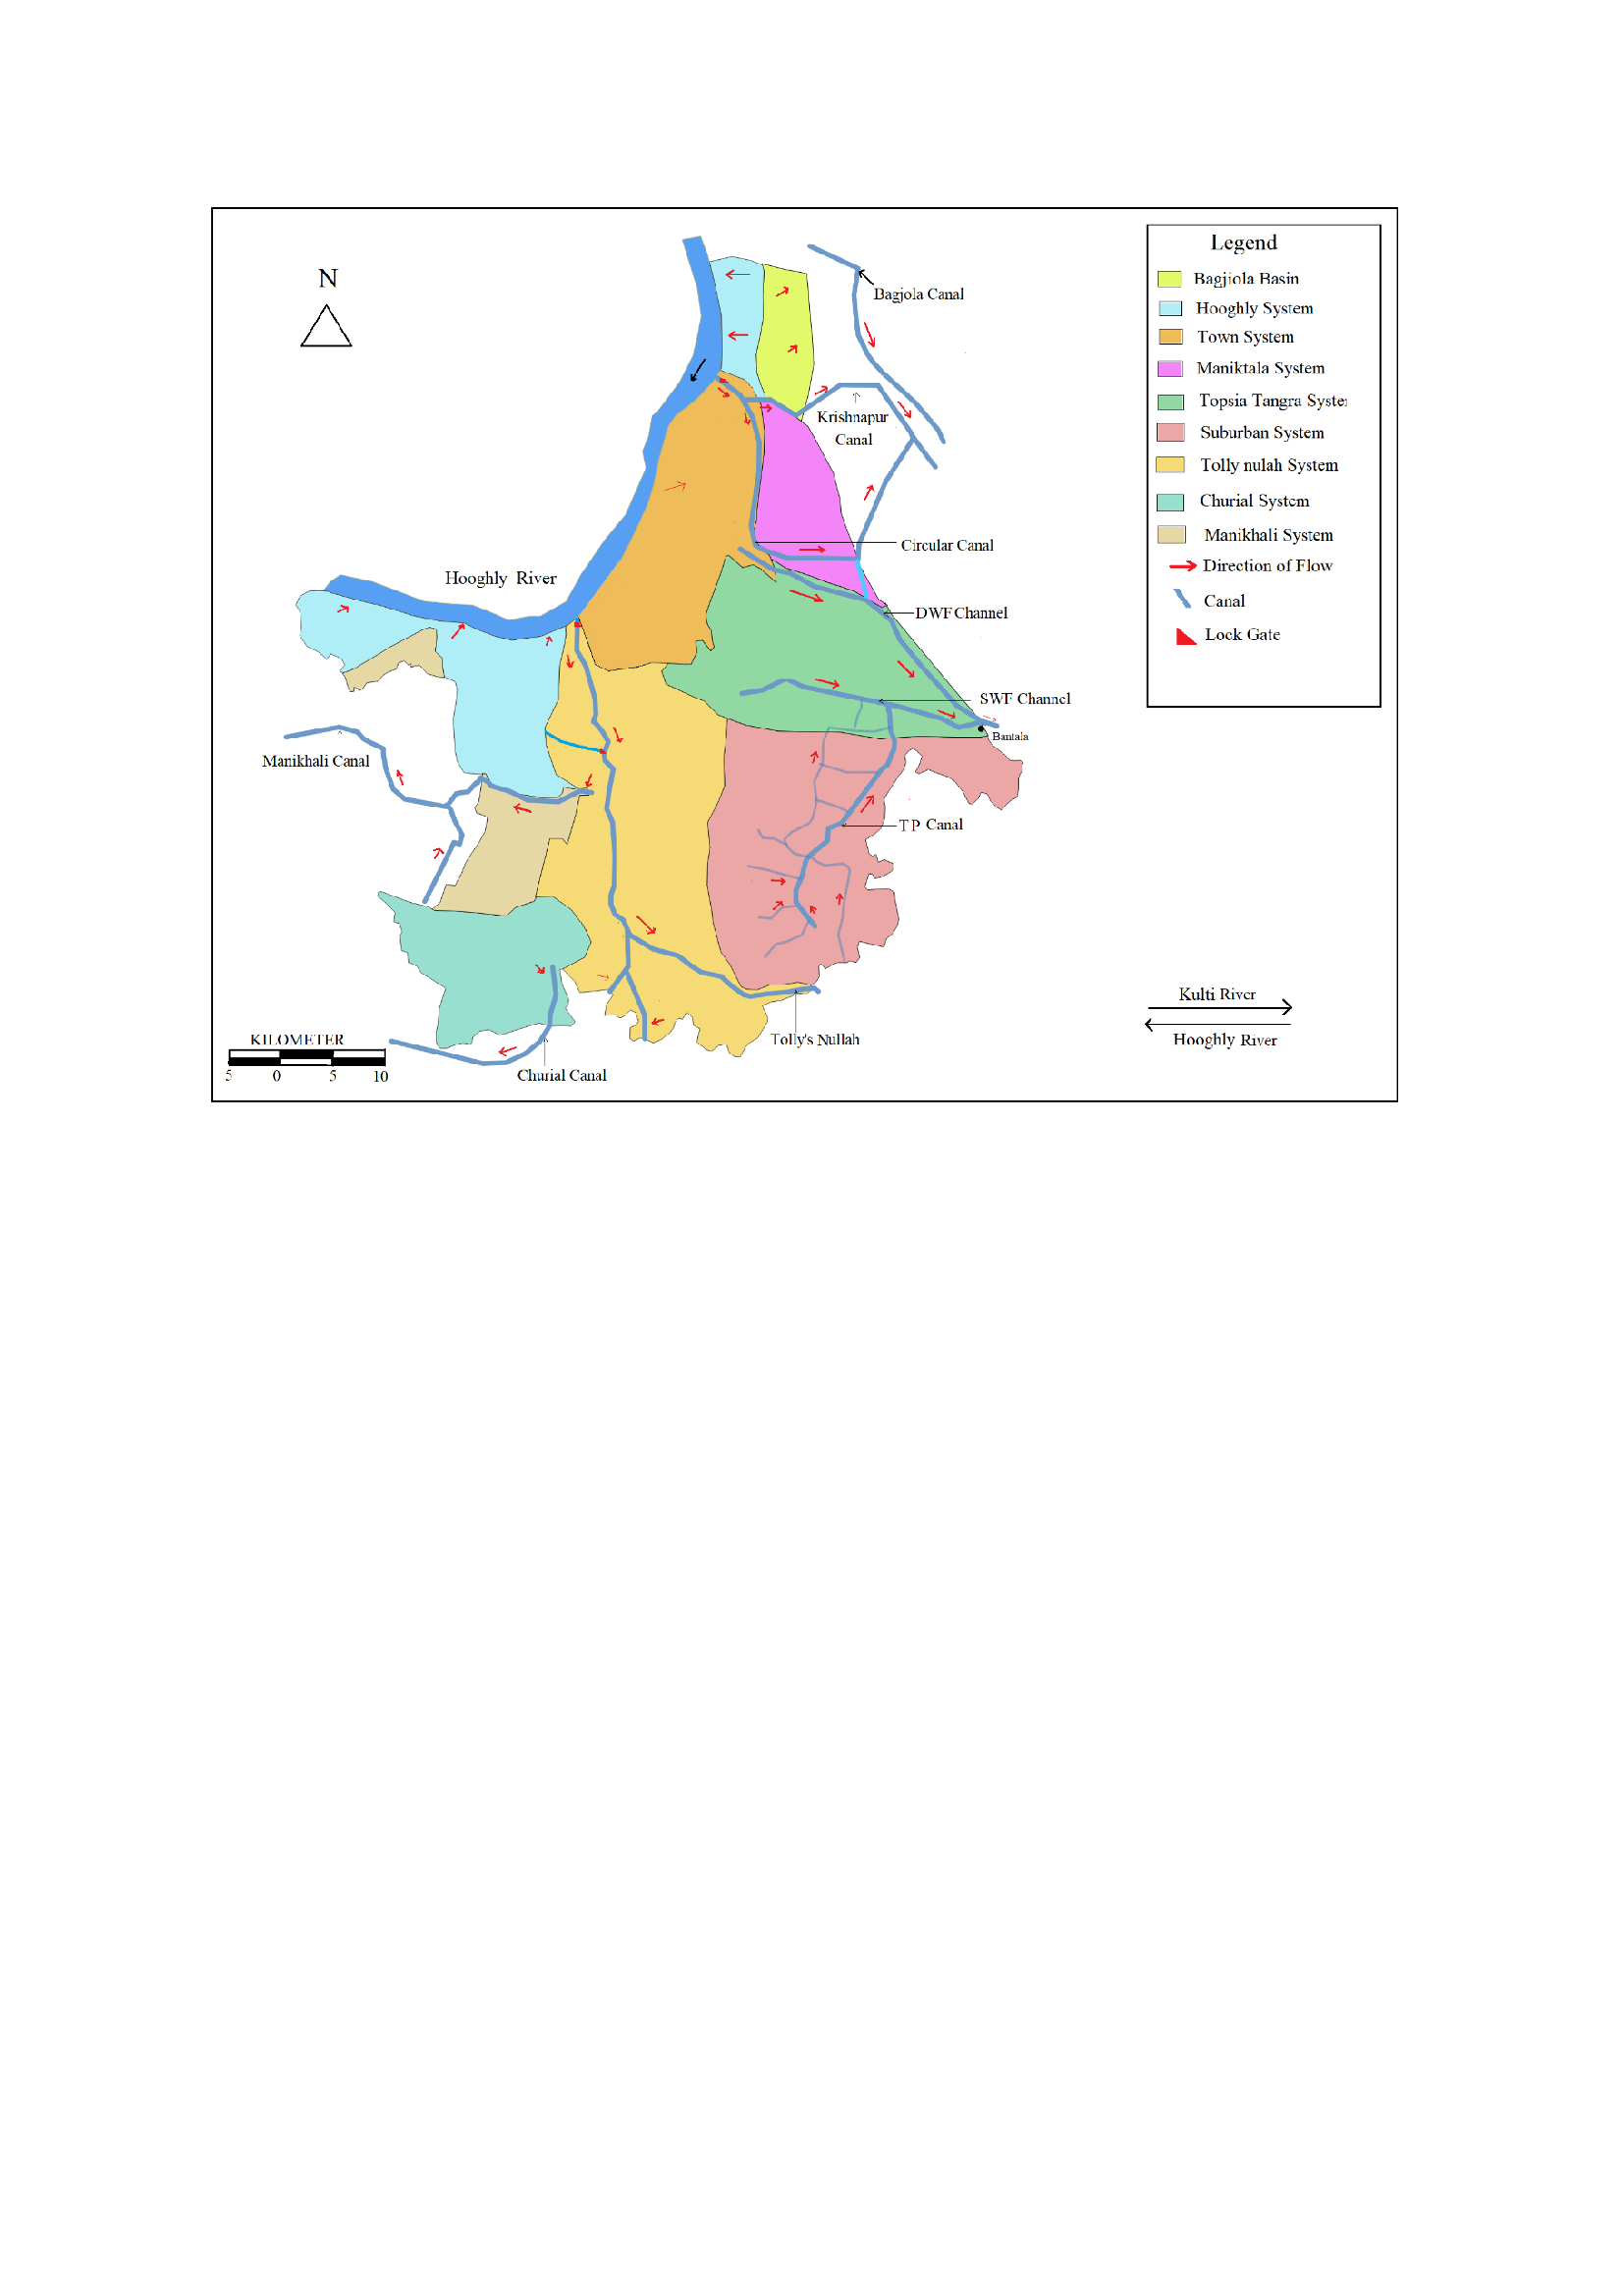 Legend
N
Bagjiola Basin
Bagjola Canal
Hooghly System
Town System
Maniktala System
Topsia Tangra Syster
Krishnapur
Canal
Suburban System
Tolly nulah System
Churial System
Manikhali System
Circular Canal
Direction of Flow
Hooghly River
Canal
DWF Channel
Lock Gate
SWF Channel
Bantala
Manikhali Canal
TP Canal
Kulti River
Hooghly River
KILOMETER
Tolly's Nullah
5 0 5 10
Churial Canal